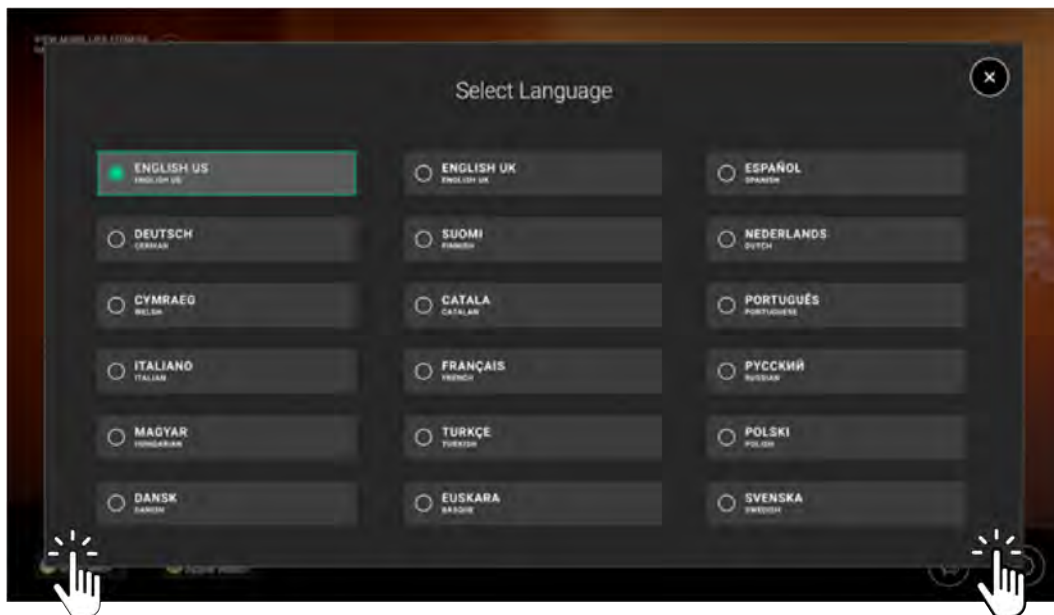 Select Language
ENGLISH US
ENGLISH US
ENGLISH UK
ENGLISH UK
ESPAÑOL
SPANISH
DEUTSCH
GERMAN
SUOMI
FINNISH
NEDERLANDS
DUTCH
CYMRAEG
WELSH
CATALA
CATALAN
PORTUGUÊS
PORTUGUESE
ITALIANO
ITALIAN
FRANÇAIS
FRENCH
РУССКИЙ
RUSSIAN
MAGYAR
HUNGARIAN
TURKÇE
TURKISH
POLSKI
POLISH
DANSK
DANISH
EUSKARA
BASQUE
SVENSKA
SWEDISH